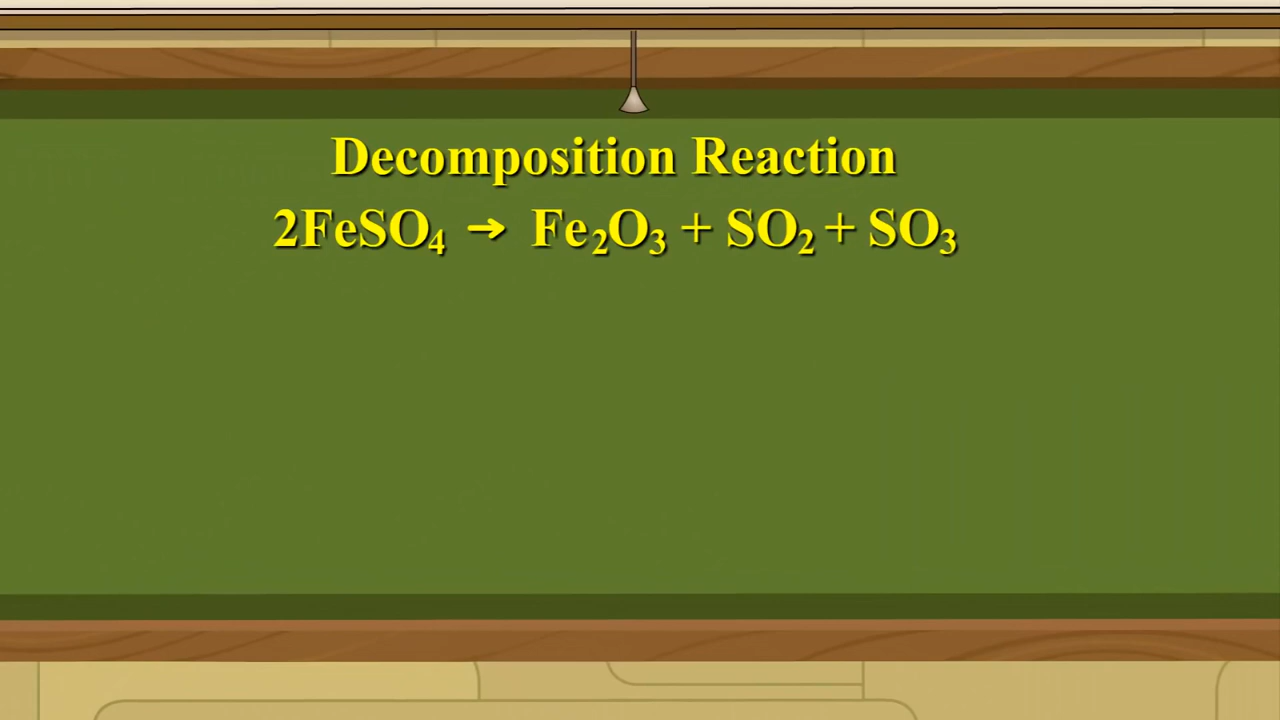 Decomposition Reaction
2FeSO₄ → Fe₂O₃ + SO₂ + SO₃